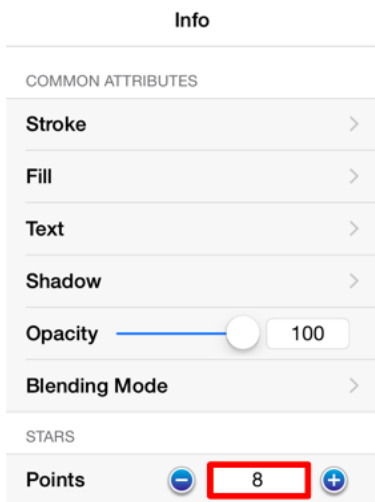 Info
COMMON ATTRIBUTES
Stroke
Fill
Text
Shadow
Opacity 100
Blending Mode
STARS
Points 8